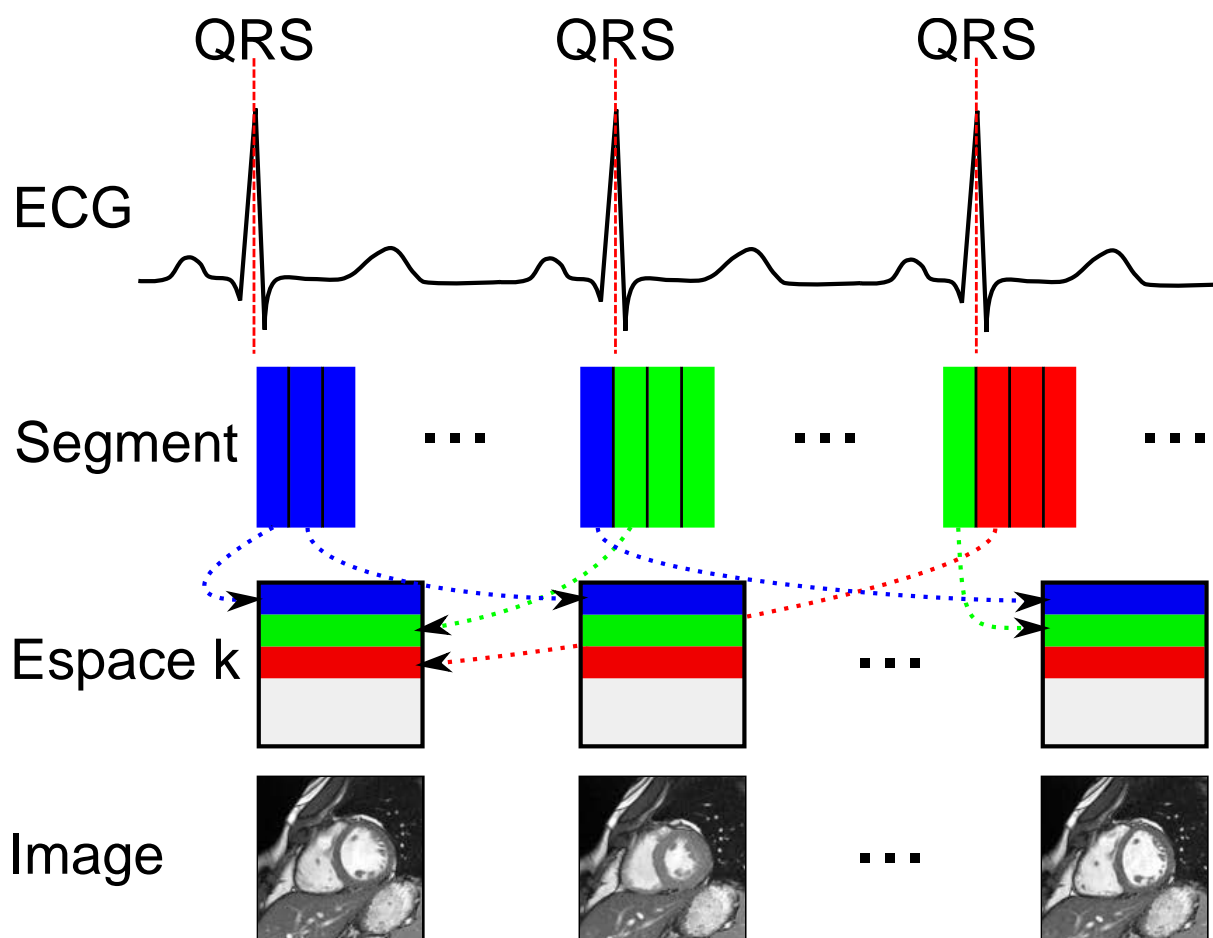 QRS QRS QRS
ECG
Segment ... ... ...
Espace k ...
Image ...